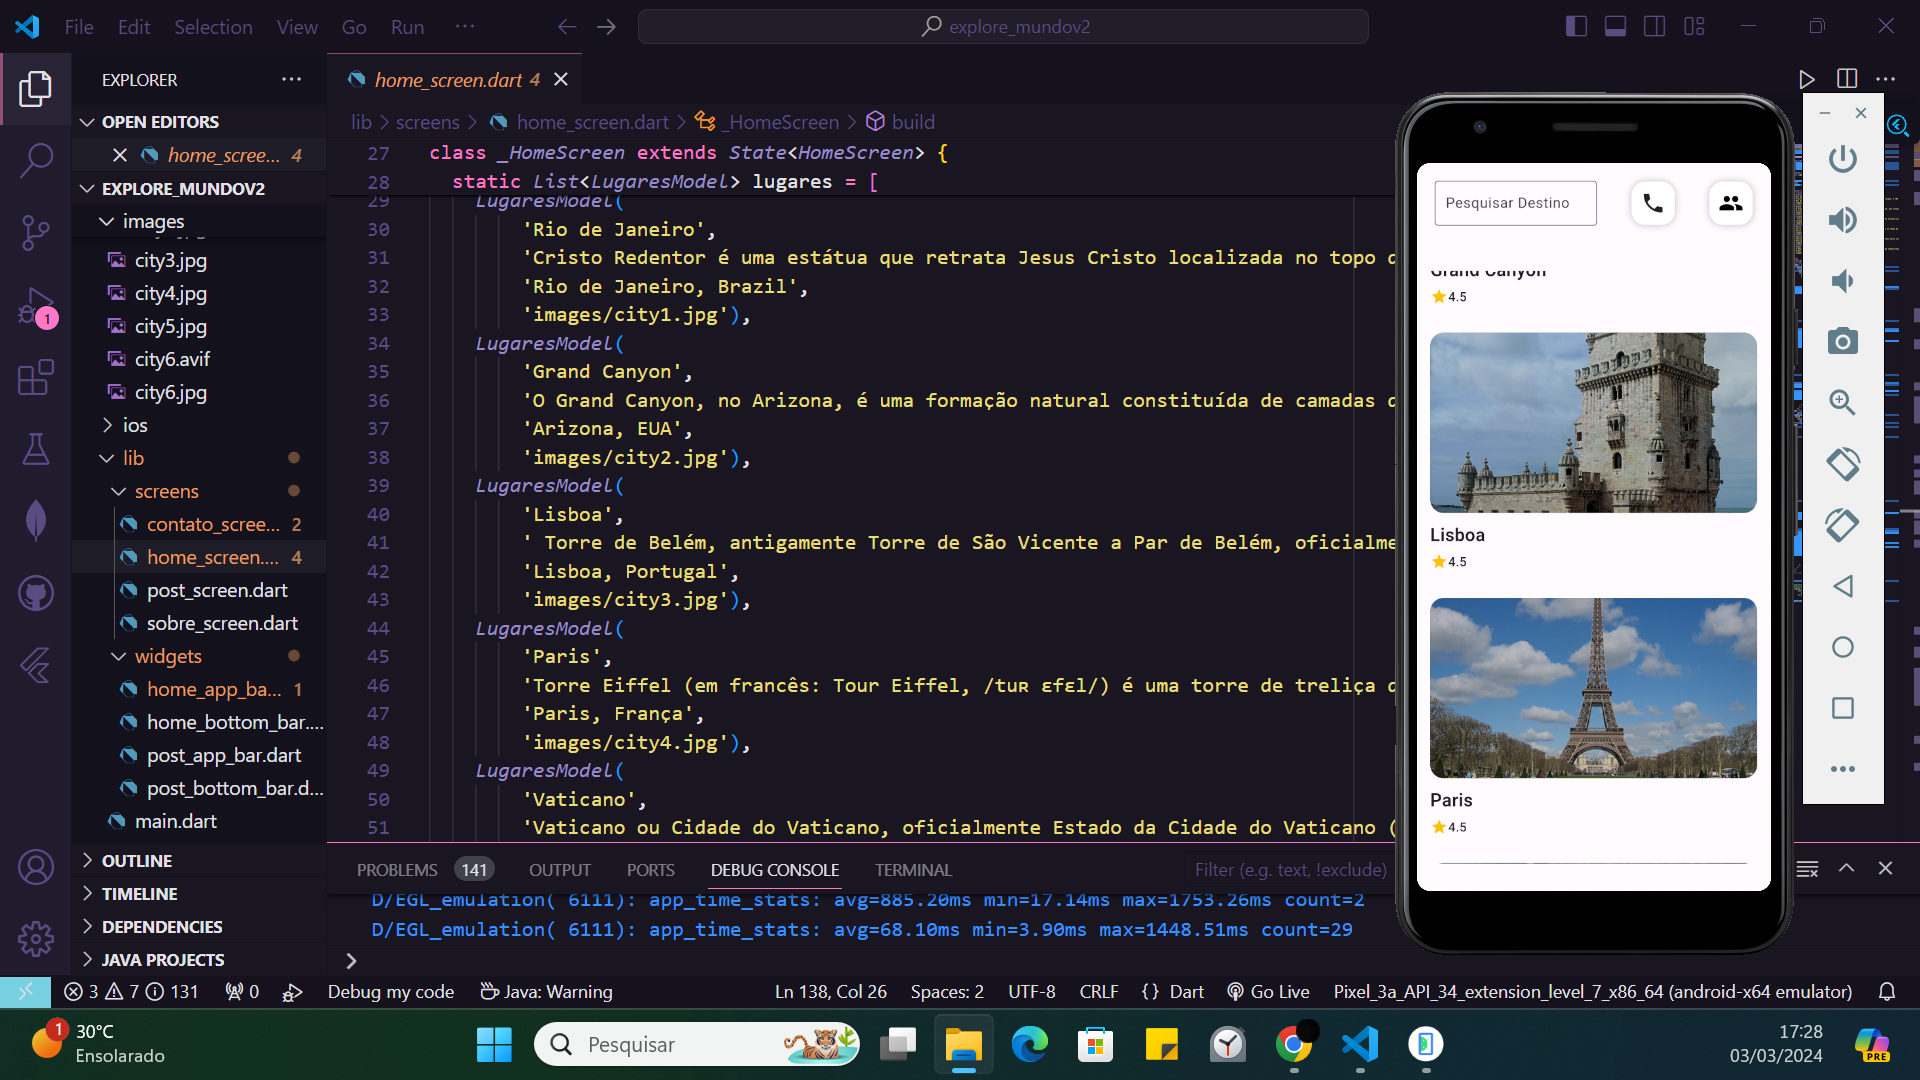 File Edit Selection View Go Run ...
explore_mundov2
EXPLORER
OPEN EDITORS
home_scree... 4
EXPLORE_MUNDOV2
images
city3.jpg
city4.jpg
city5.jpg
city6.avif
city6.jpg
ios
lib
screens
contato_scree... 2
home_screen.... 4
post_screen.dart
sobre_screen.dart
widgets
home_app_ba... 1
home_bottom_bar....
post_app_bar.dart
post_bottom_bar.d...
main.dart
OUTLINE
TIMELINE
DEPENDENCIES
JAVA PROJECTS
1
home_screen.dart 4
lib > screens > home_screen.dart > _HomeScreen > build
27 class _HomeScreen extends State<HomeScreen> {
28 static List<LugaresModel> lugares = [
29 LugaresModel(
30 'Rio de Janeiro',
31 'Cristo Redentor é uma estátua que retrata Jesus Cristo localizada no topo d
32 'Rio de Janeiro, Brazil',
33 'images/city1.jpg'),
34 LugaresModel(
35 'Grand Canyon',
36 'O Grand Canyon, no Arizona, é uma formação natural constituída de camadas d
37 'Arizona, EUA',
38 'images/city2.jpg'),
39 LugaresModel(
40 'Lisboa',
41 ' Torre de Belém, antigamente Torre de São Vicente a Par de Belém, oficialme
42 'Lisboa, Portugal',
43 'images/city3.jpg'),
44 LugaresModel(
45 'Paris',
46 'Torre Eiffel (em francês: Tour Eiffel, /tuʀ ɛfɛl/) é uma torre de treliça d
47 'Paris, França',
48 'images/city4.jpg'),
49 LugaresModel(
50 'Vaticano',
51 'Vaticano ou Cidade do Vaticano, oficialmente Estado da Cidade do Vaticano (
Pesquisar Destino
Grand Canyon
4.5
Lisboa
4.5
Paris
4.5
PROBLEMS 141 OUTPUT PORTS DEBUG CONSOLE TERMINAL
Filter (e.g. text, !exclude)
D/EGL_emulation( 6111): app_time_stats: avg=885.20ms min=17.14ms max=1753.26ms count=2
D/EGL_emulation( 6111): app_time_stats: avg=68.10ms min=3.90ms max=1448.51ms count=29
3 7 131 0 Debug my code Java: Warning Ln 138, Col 26 Spaces: 2 UTF-8 CRLF {} Dart Go Live Pixel_3a_API_34_extension_level_7_x86_64 (android-x64 emulator)
1
30°C
Ensolarado
Pesquisar
17:28
03/03/2024
PRE